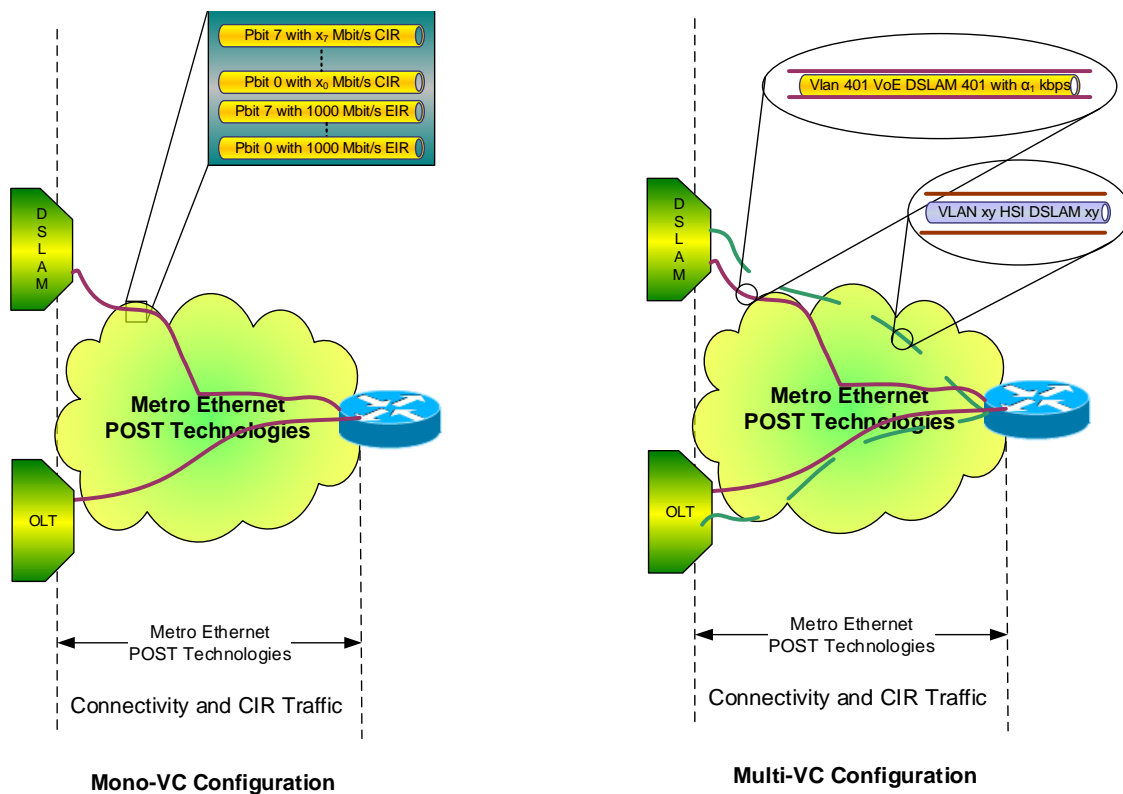 Pbit 7 with x7 Mbit/s CIR
Pbit 0 with x0 Mbit/s CIR
Pbit 7 with 1000 Mbit/s EIR
Pbit 0 with 1000 Mbit/s EIR
DSLAM
Metro Ethernet
POST Technologies
OLT
Metro Ethernet
POST Technologies
Connectivity and CIR Traffic
Mono-VC Configuration
Vlan 401 VoE DSLAM 401 with α1 kbps
VLAN xy HSI DSLAM xy
DSLAM
Metro Ethernet
POST Technologies
OLT
Metro Ethernet
POST Technologies
Connectivity and CIR Traffic
Multi-VC Configuration